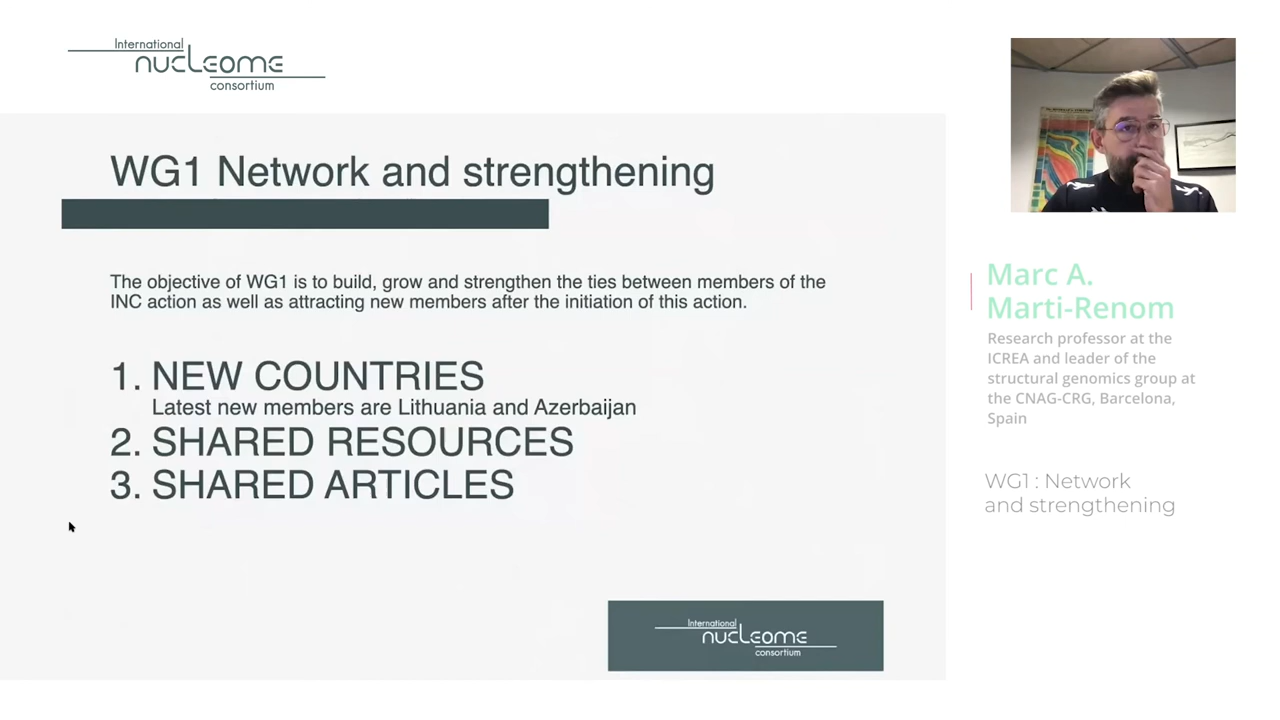 International
nucleome
consortium
WG1 Network and strengthening
The objective of WG1 is to build, grow and strengthen the ties between members of the
INC action as well as attracting new members after the initiation of this action.
1. NEW COUNTRIES
Latest new members are Lithuania and Azerbaijan
2. SHARED RESOURCES
3. SHARED ARTICLES
International
nucleome
consortium
Marc A.
Marti-Renom
Research professor at the
ICREA and leader of the
structural genomics group at
the CNAG-CRG, Barcelona,
Spain
WG1 : Network
and strengthening